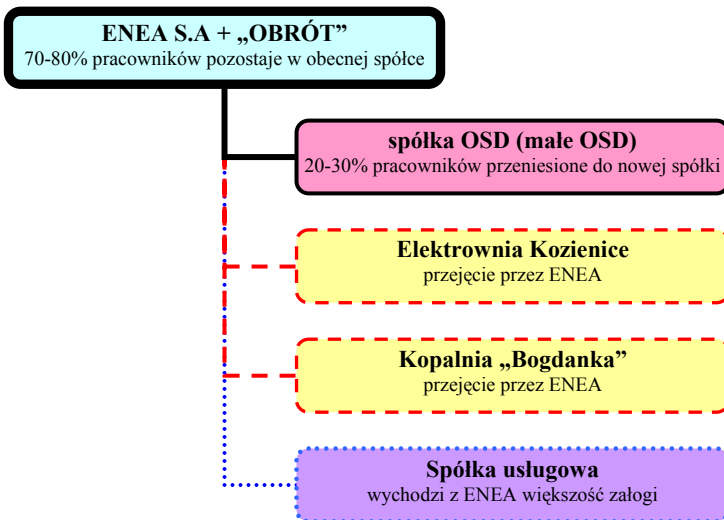 ENEA S.A + „OBRÓT”
70-80% pracowników pozostaje w obecnej spółce
spółka OSD (małe OSD)
20-30% pracowników przeniesione do nowej spółki
Elektrownia Kozienice
przejęcie przez ENEA
Kopalnia „Bogdanka”
przejęcie przez ENEA
Spółka usługowa
wychodzi z ENEA większość załogi